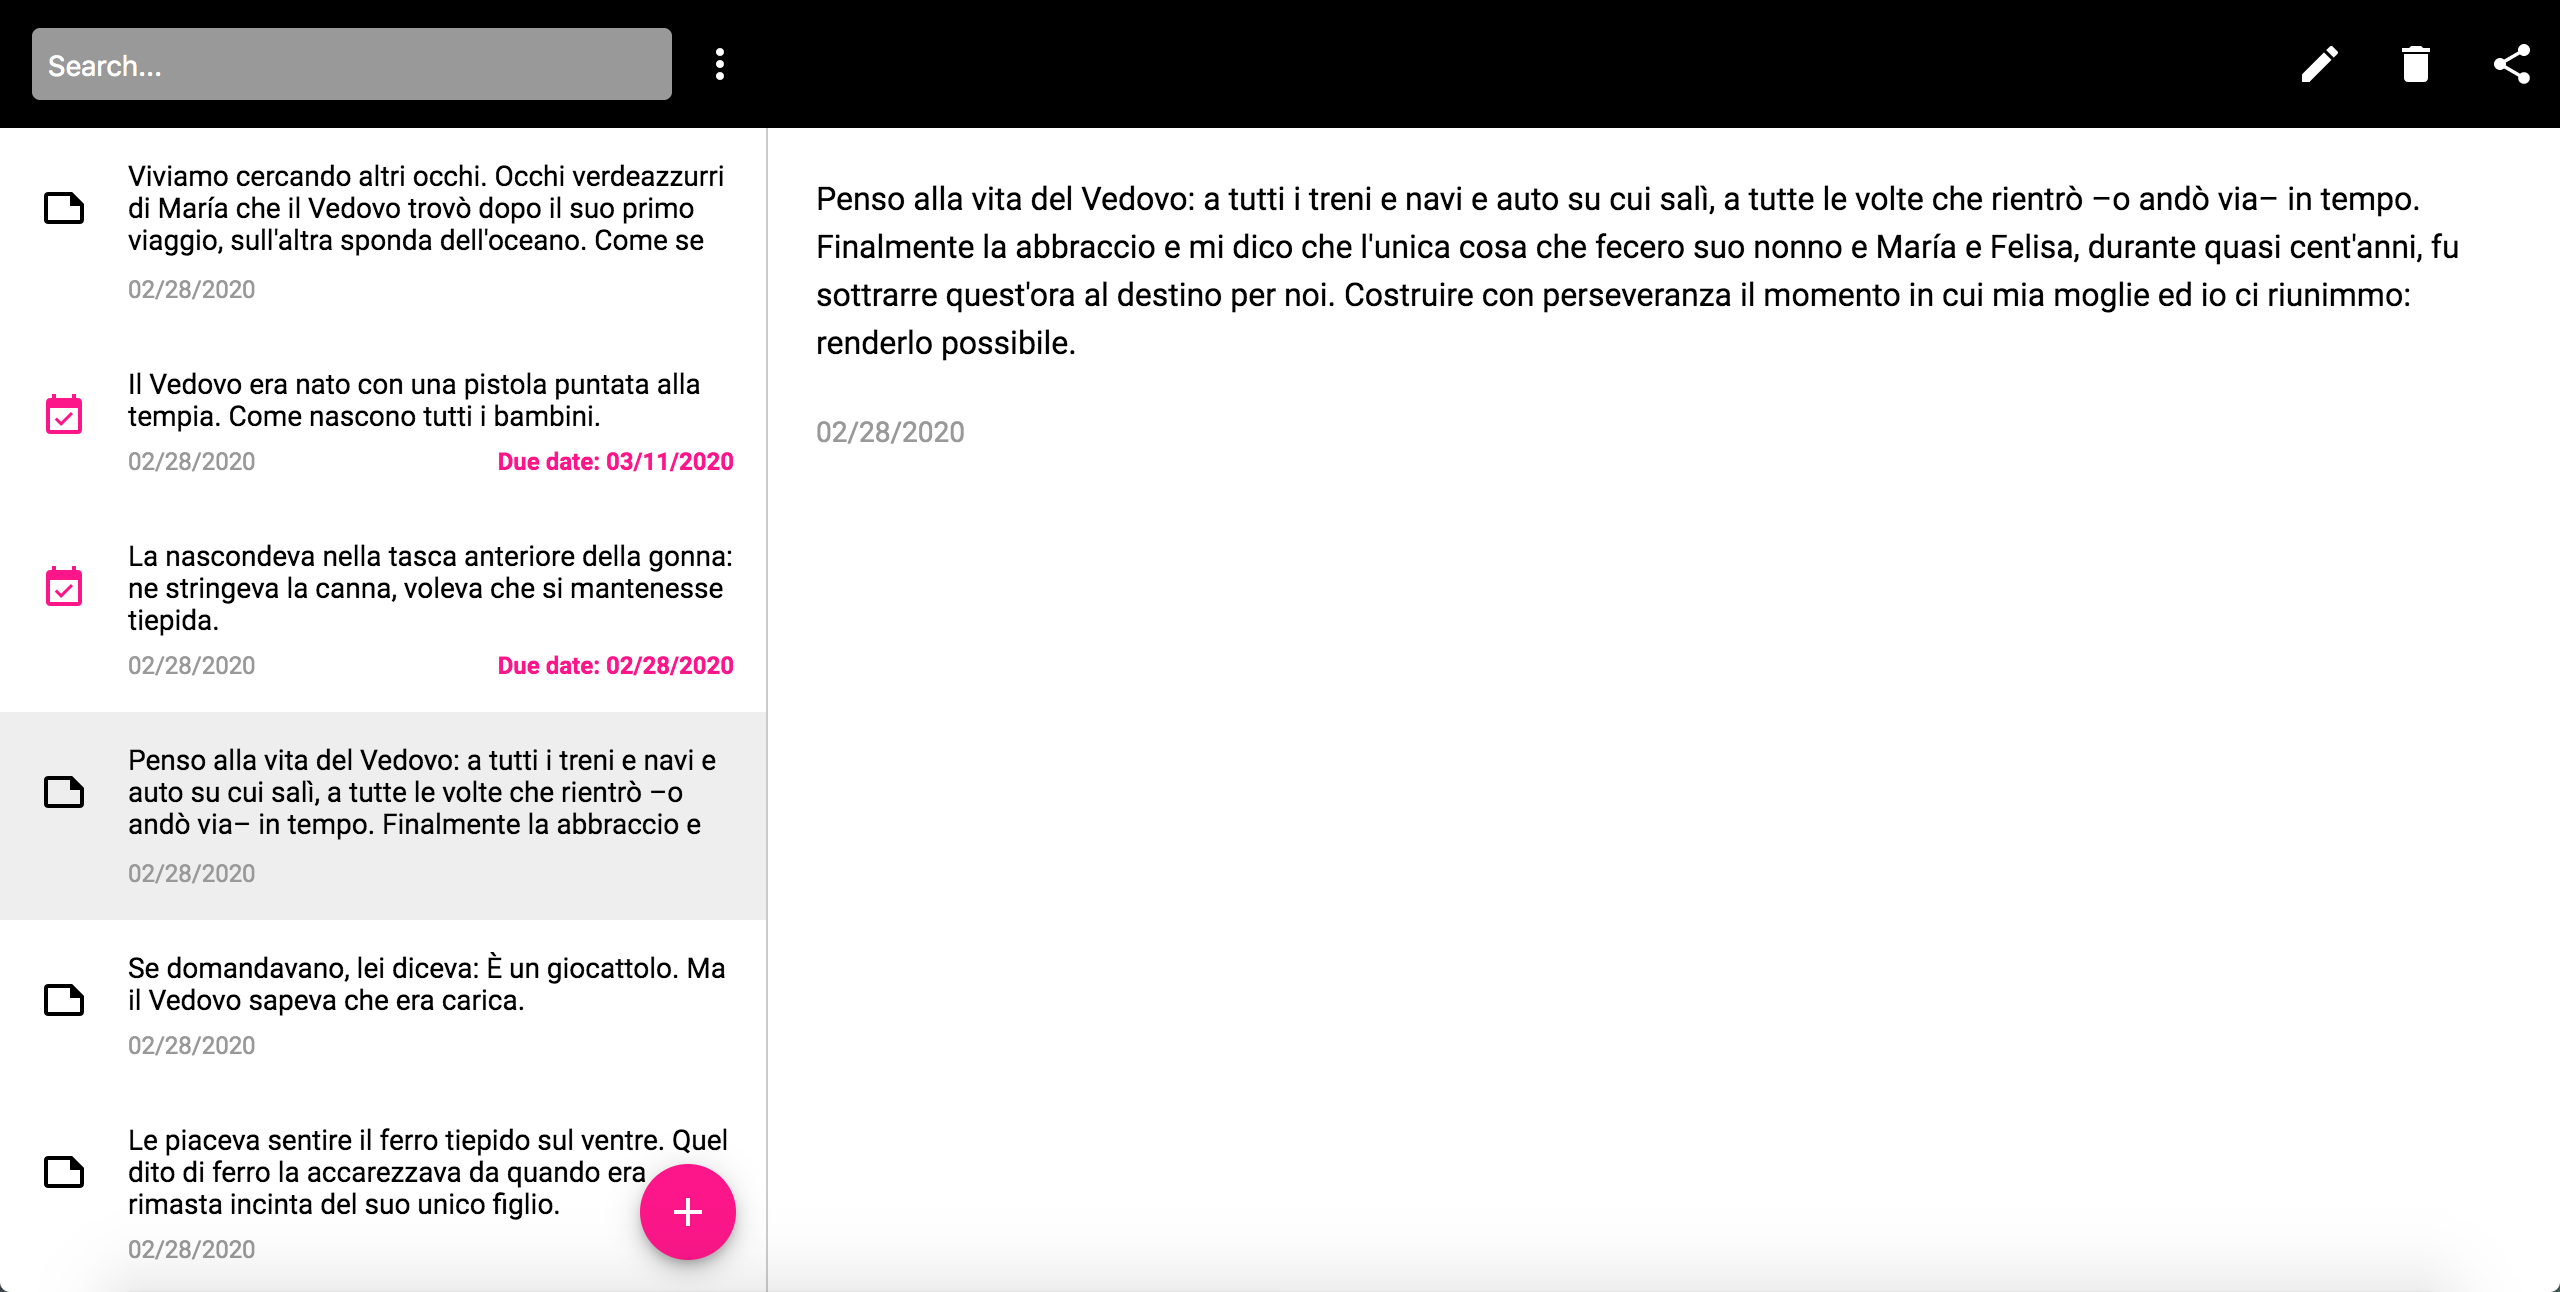 Search...
Viviamo cercando altri occhi. Occhi verdeazzurri
di María che il Vedovo trovò dopo il suo primo
viaggio, sull'altra sponda dell'oceano. Come se
02/28/2020
Il Vedovo era nato con una pistola puntata alla
tempia. Come nascono tutti i bambini.
02/28/2020 Due date: 03/11/2020
La nascondeva nella tasca anteriore della gonna:
ne stringeva la canna, voleva che si mantenesse
tiepida.
02/28/2020 Due date: 02/28/2020
Penso alla vita del Vedovo: a tutti i treni e navi e
auto su cui salì, a tutte le volte che rientrò –o
andò via– in tempo. Finalmente la abbraccio e
02/28/2020
Se domandavano, lei diceva: È un giocattolo. Ma
il Vedovo sapeva che era carica.
02/28/2020
Le piaceva sentire il ferro tiepido sul ventre. Quel
dito di ferro la accarezzava da quando era
rimasta incinta del suo unico figlio.
02/28/2020
Penso alla vita del Vedovo: a tutti i treni e navi e auto su cui salì, a tutte le volte che rientrò –o andò via– in tempo.
Finalmente la abbraccio e mi dico che l'unica cosa che fecero suo nonno e María e Felisa, durante quasi cent'anni, fu
sottrarre quest'ora al destino per noi. Costruire con perseveranza il momento in cui mia moglie ed io ci riunimmo:
renderlo possibile.
02/28/2020